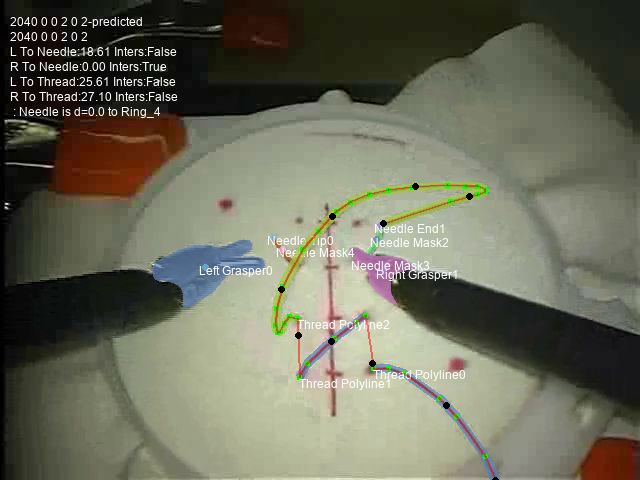 2040 0 0 2 0 2-predicted
2040 0 0 2 0 2
L To Needle:18.61 Inters:False
R To Needle:0.00 Inters:True
L To Thread:25.61 Inters:False
R To Thread:27.10 Inters:False
: Needle is d=0.0 to Ring_4
Needle End1
Needle Tip0
Needle Mask2
Needle Mask4
Needle Mask3
Left Grasper0
Right Grasper1
Thread Polyline2
Thread Polyline0
Thread Polyline1